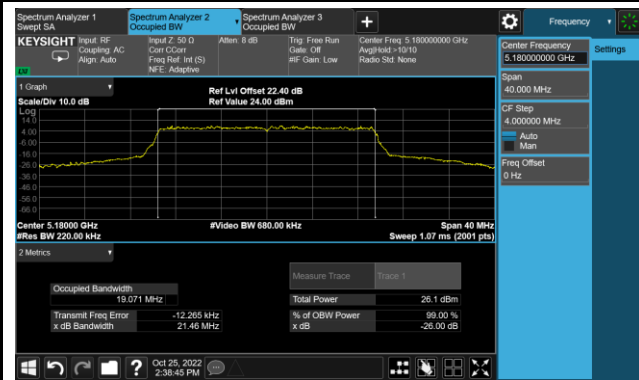 Spectrum Analyzer 1
Swept SA
Spectrum Analyzer 2
Occupied BW
Spectrum Analyzer 3
Occupied BW
+
Frequency
KEYSIGHT
Input: RF
Coupling: AC
Align: Auto
Input Z: 50 Ω
Corr CCorr
Freq Ref: Int (S)
NFE: Adaptive
Atten: 8 dB
Trig: Free Run
Gate: Off
#IF Gain: Low
Center Freq: 5.180000000 GHz
Avg|Hold:>10/10
Radio Std: None
Center Frequency
5.180000000 GHz
Settings
Span
40.000 MHz
CF Step
4.000000 MHz
Auto
Man
Freq Offset
0 Hz
1 Graph
Scale/Div 10.0 dB
Ref Lvl Offset 22.40 dB
Ref Value 24.00 dBm
Log
14.0
4.00
-6.00
-16.0
-26.0
-36.0
-46.0
-56.0
-66.0
Center 5.18000 GHz
#Res BW 220.00 kHz
#Video BW 680.00 kHz
Span 40 MHz
Sweep 1.07 ms (2001 pts)
2 Metrics
Measure Trace
Trace 1
Occupied Bandwidth
19.071 MHz
Total Power
26.1 dBm
Transmit Freq Error
-12.265 kHz
% of OBW Power
99.00 %
x dB Bandwidth
21.46 MHz
x dB
-26.00 dB
?
Oct 25, 2022
2:38:45 PM